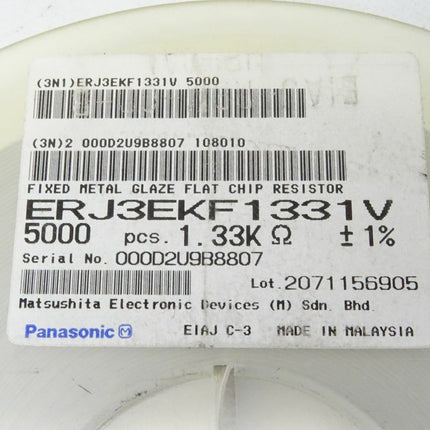 (3N1)ERJ3EKF1331V 5000
(3N)2 000D2U9B8807 108010
FIXED METAL GLAZE FLAT CHIP RESISTOR
ERJ3EKF1331V
5000 pcs. 1.33K Ω ±1%
Serial No. 000D2U9B8807
Lot.2071156905
Matsushita Electronic Devices (M) Sdn. Bhd.
Panasonic M EIAJ C-3 MADE IN MALAYSIA